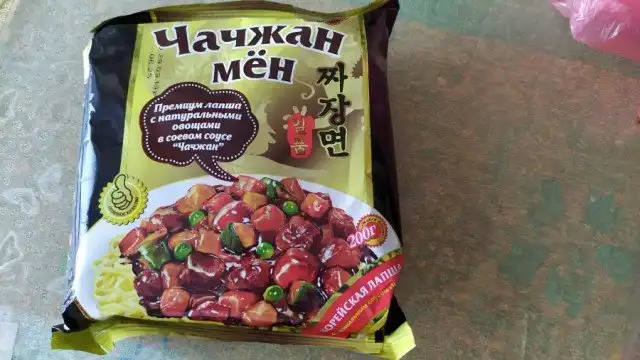 Чачжан
мён
짜장면
Премиум лапша
с натуральными
овощами
в соевом соусе
"Чачжан"
200г
КОРЕЙСКАЯ ЛАПША